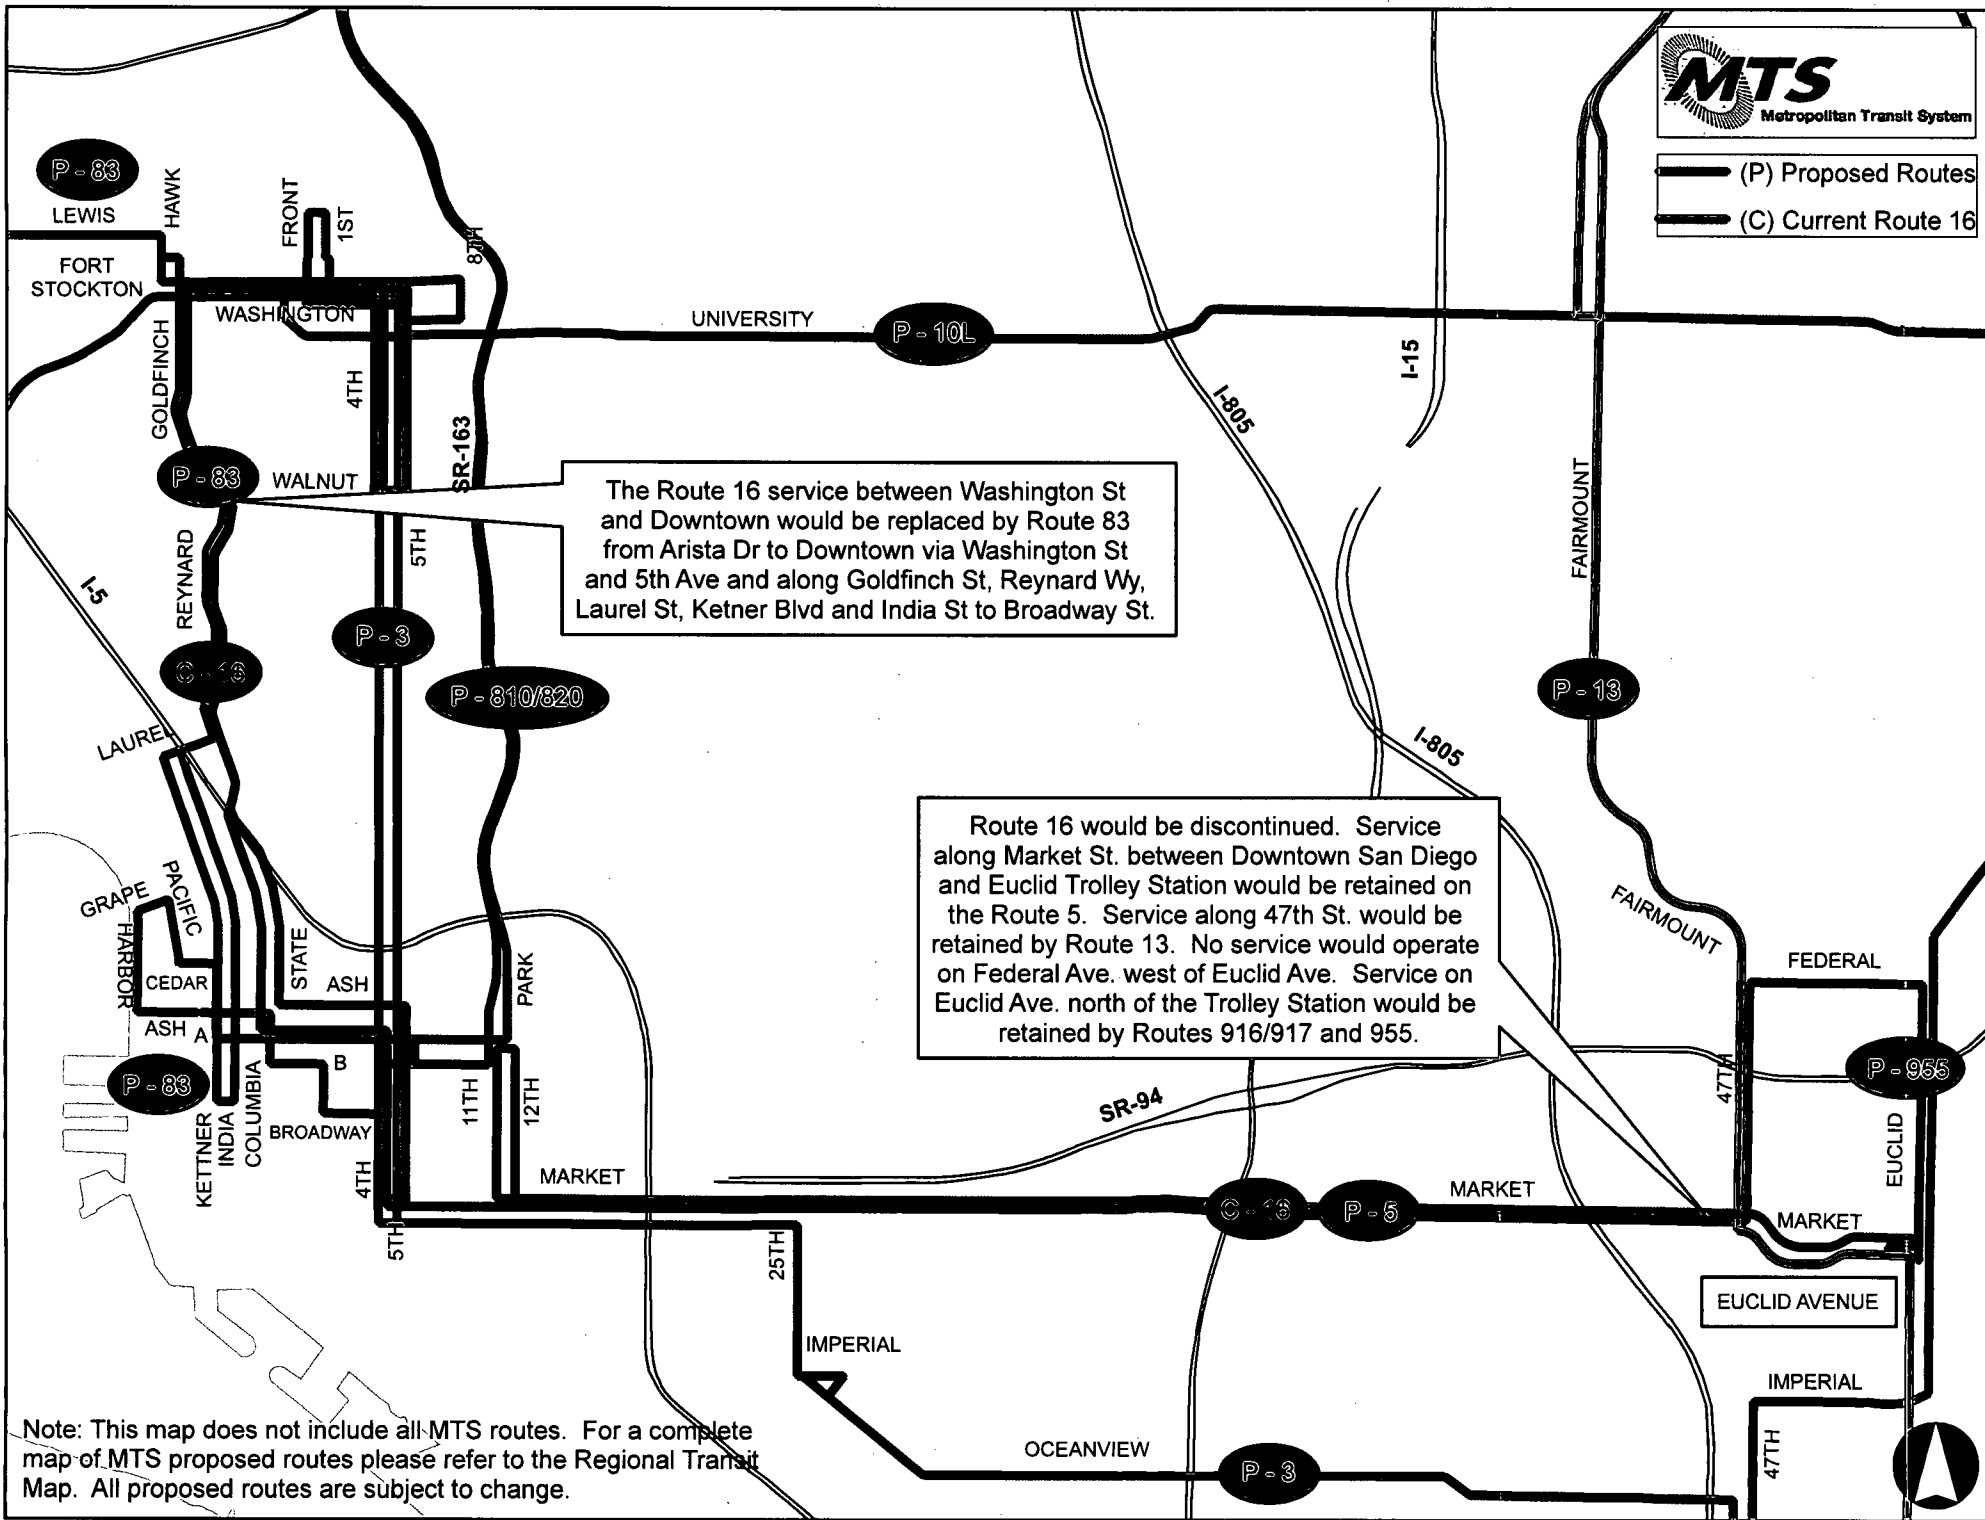 MTS
Metropolitan Transit System
(P) Proposed Routes
(C) Current Route 16
P - 83
LEWIS
HAWK
FRONT
1ST
8TH
FORT
STOCKTON
WASHINGTON
UNIVERSITY
P - 10L
GOLDFINCH
4TH
I-15
I-805
SR-163
P - 83
WALNUT
The Route 16 service between Washington St
and Downtown would be replaced by Route 83
from Arista Dr to Downtown via Washington St
and 5th Ave and along Goldfinch St, Reynard Wy,
Laurel St, Ketner Blvd and India St to Broadway St.
FAIRMOUNT
5TH
REYNARD
I-5
P - 3
C - 16
P - 810/820
P - 13
LAUREL
I-805
Route 16 would be discontinued. Service
along Market St. between Downtown San Diego
and Euclid Trolley Station would be retained on
the Route 5. Service along 47th St. would be
retained by Route 13. No service would operate
on Federal Ave. west of Euclid Ave. Service on
Euclid Ave. north of the Trolley Station would be
retained by Routes 916/917 and 955.
GRAPE
PACIFIC
HARBOR
STATE
FAIRMOUNT
CEDAR
ASH
PARK
FEDERAL
ASH
A
B
P - 83
11TH
12TH
SR-94
47TH
P - 955
KETTNER
INDIA
COLUMBIA
BROADWAY
4TH
MARKET
EUCLID
C - 16
P - 5
MARKET
MARKET
5TH
25TH
EUCLID AVENUE
IMPERIAL
IMPERIAL
Note: This map does not include all MTS routes. For a complete
map of MTS proposed routes please refer to the Regional Transit
Map. All proposed routes are subject to change.
OCEANVIEW
P - 3
47TH